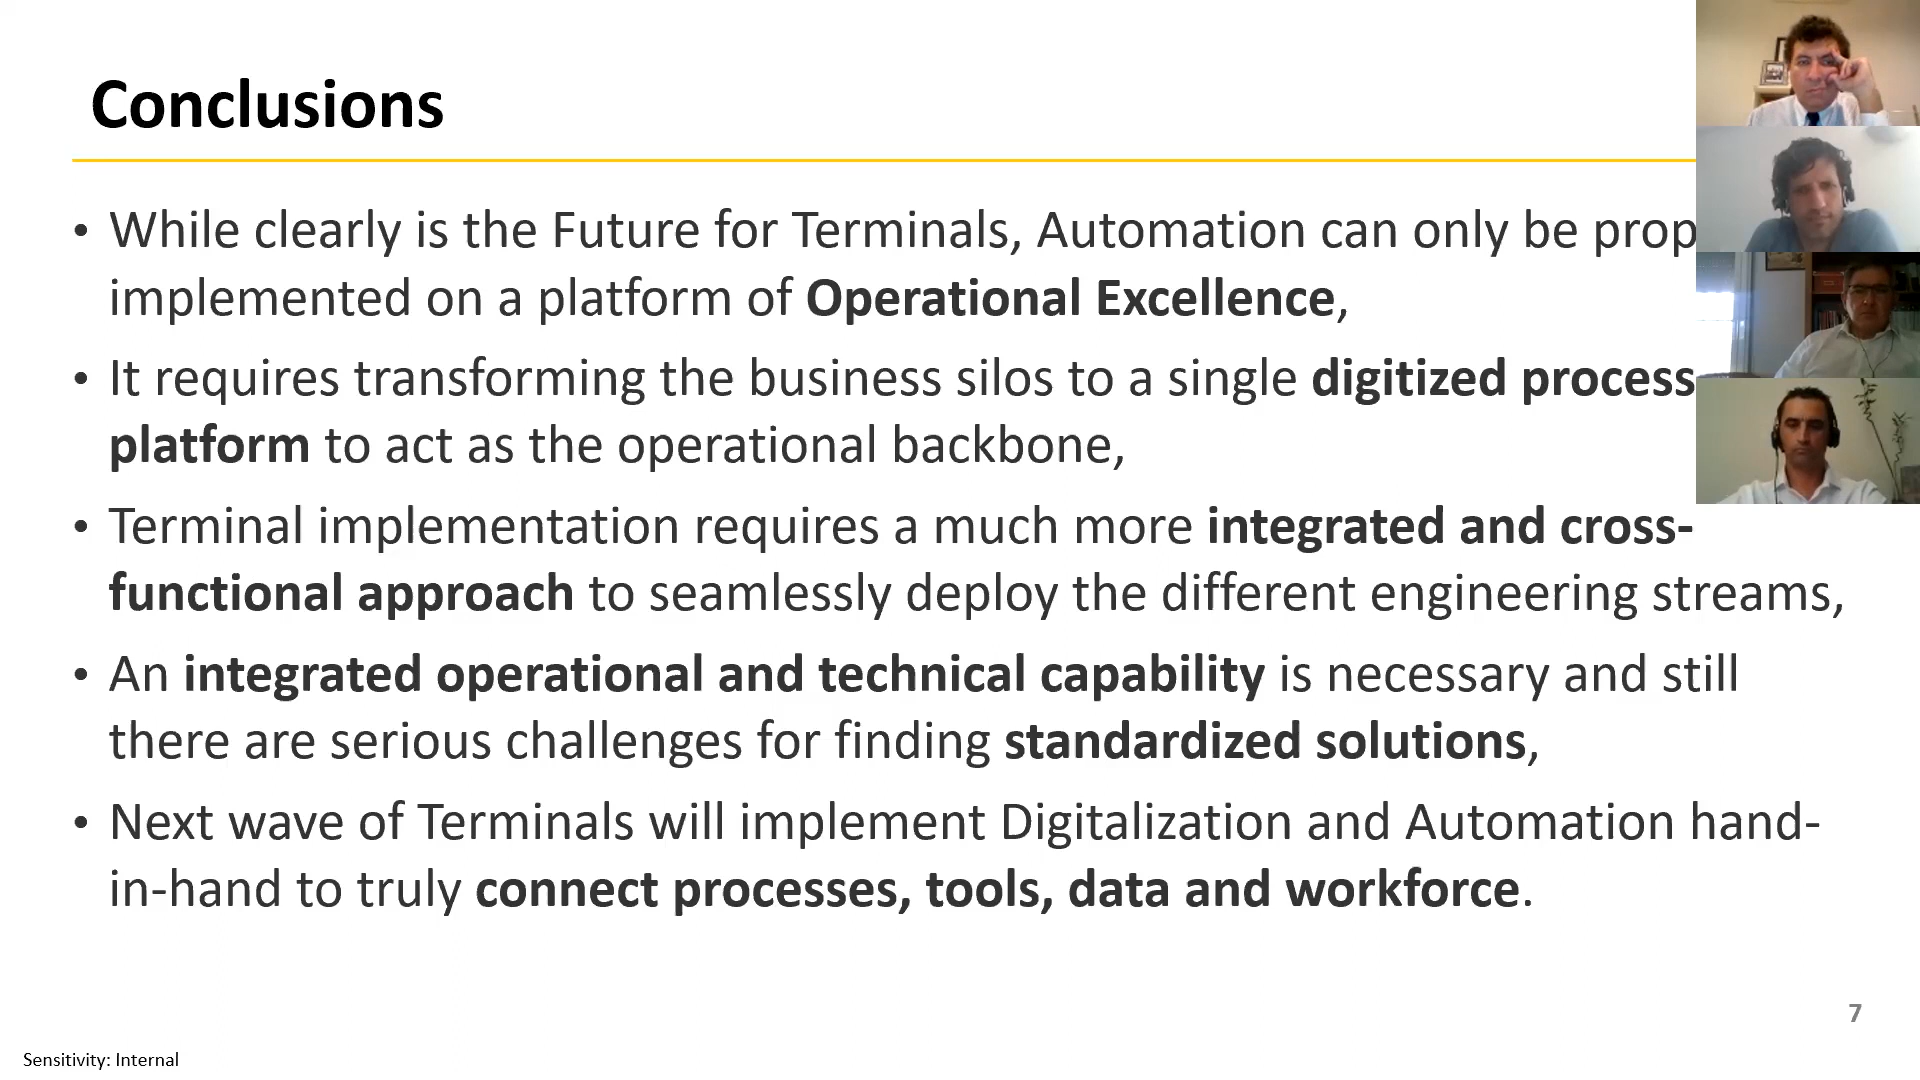 Conclusions
• While clearly is the Future for Terminals, Automation can only be
implemented on a platform of Operational Excellence,
• It requires transforming the business silos to a single digitized process
platform to act as the operational backbone,
• Terminal implementation requires a much more integrated and cross-
functional approach to seamlessly deploy the different engineering streams,
• An integrated operational and technical capability is necessary and still
there are serious challenges for finding standardized solutions,
• Next wave of Terminals will implement Digitalization and Automation hand-
in-hand to truly connect processes, tools, data and workforce.
7
Sensitivity: Internal